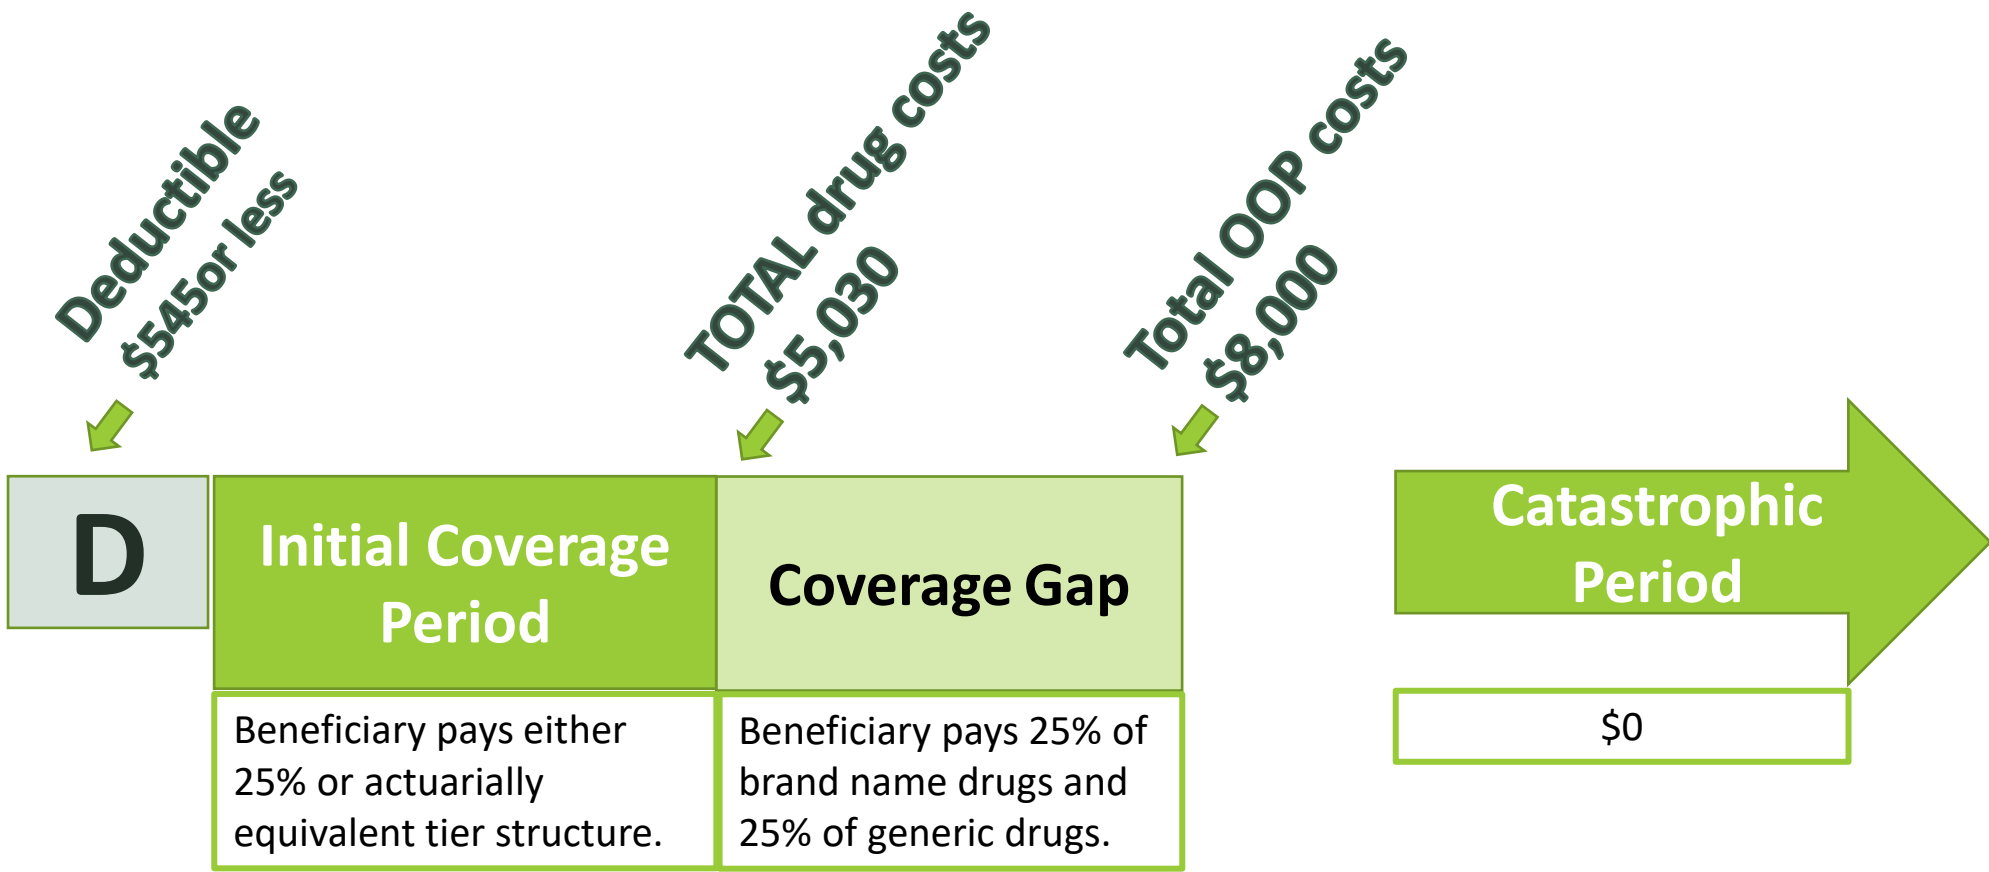 Deductible
$545or less
TOTAL drug costs
$5,030
Total OOP costs
$8,000
D
Initial Coverage
Period
Coverage Gap
Catastrophic
Period
Beneficiary pays either
25% or actuarially
equivalent tier structure.
Beneficiary pays 25% of
brand name drugs and
25% of generic drugs.
$0